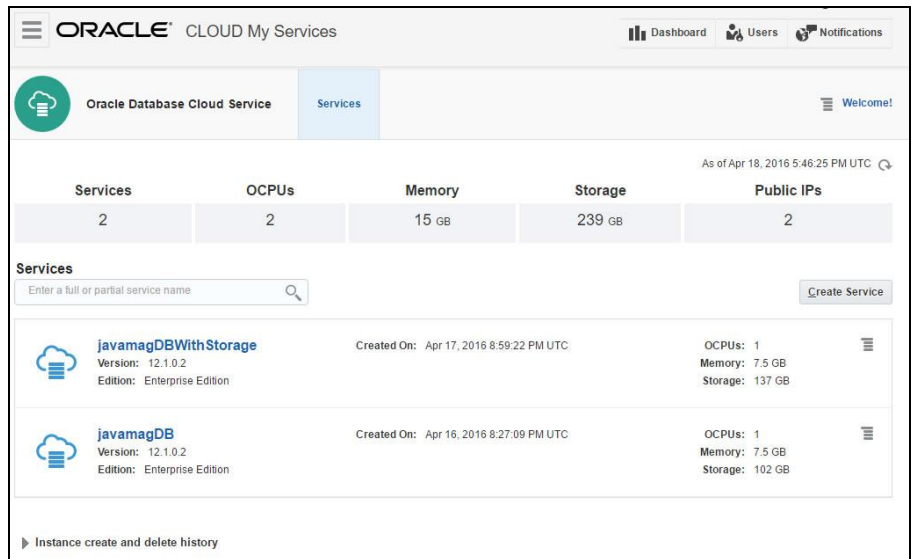 ORACLE® CLOUD My Services
Dashboard Users Notifications
Oracle Database Cloud Service Services Welcome!
As of Apr 18, 2016 5:46:25 PM UTC
Services OCPUs Memory Storage Public IPs
2 2 15 GB 239 GB 2
Services
Enter a full or partial service name
Create Service
javamagDBWithStorage Created On: Apr 17, 2016 8:59:22 PM UTC OCPUs: 1
Version: 12.1.0.2 Memory: 7.5 GB
Edition: Enterprise Edition Storage: 137 GB
javamagDB Created On: Apr 16, 2016 8:27:09 PM UTC OCPUs: 1
Version: 12.1.0.2 Memory: 7.5 GB
Edition: Enterprise Edition Storage: 102 GB
Instance create and delete history